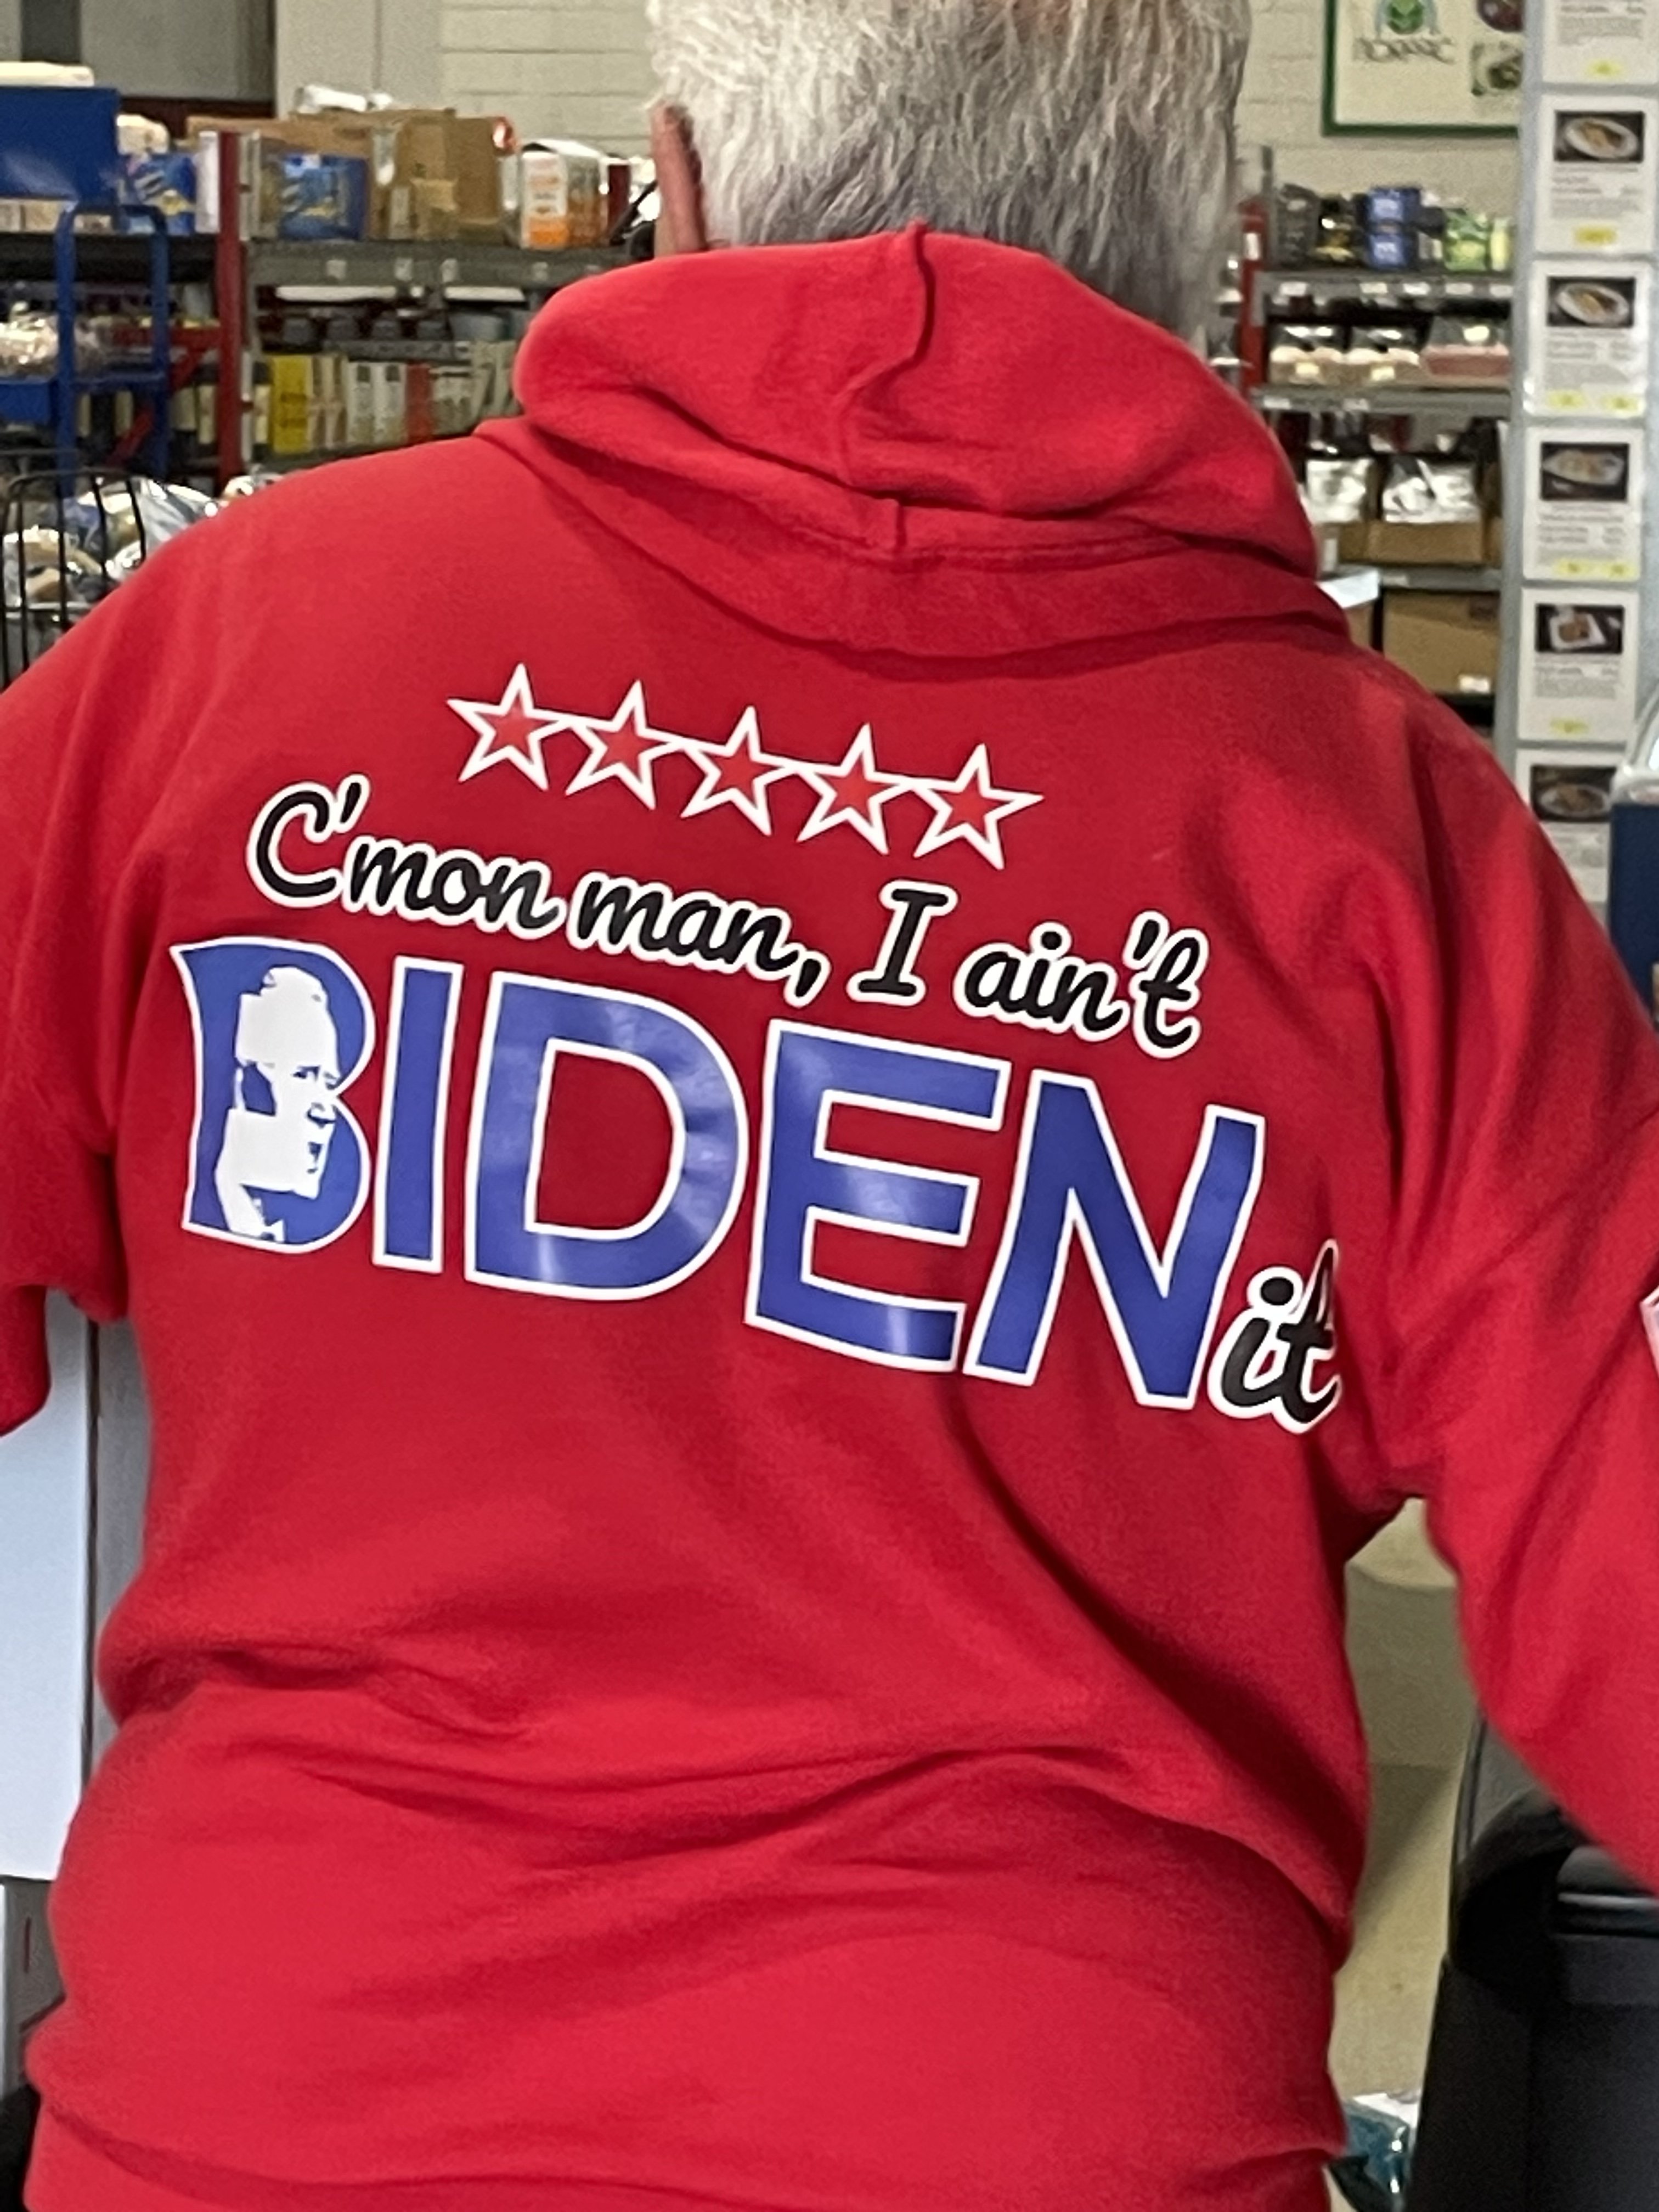 C'mon man, I ain't
BIDEN it